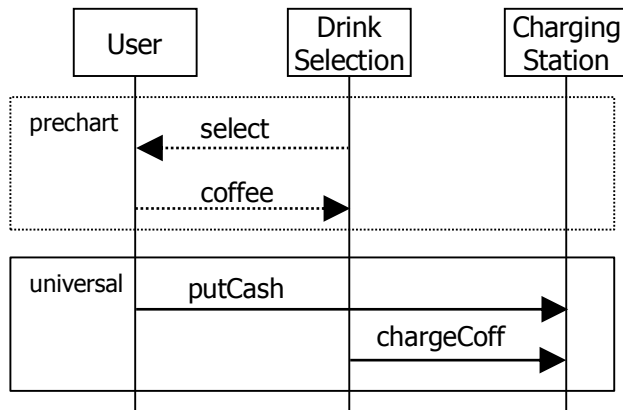 User
Drink
Selection
Charging
Station
prechart
select
coffee
universal
putCash
chargeCoff